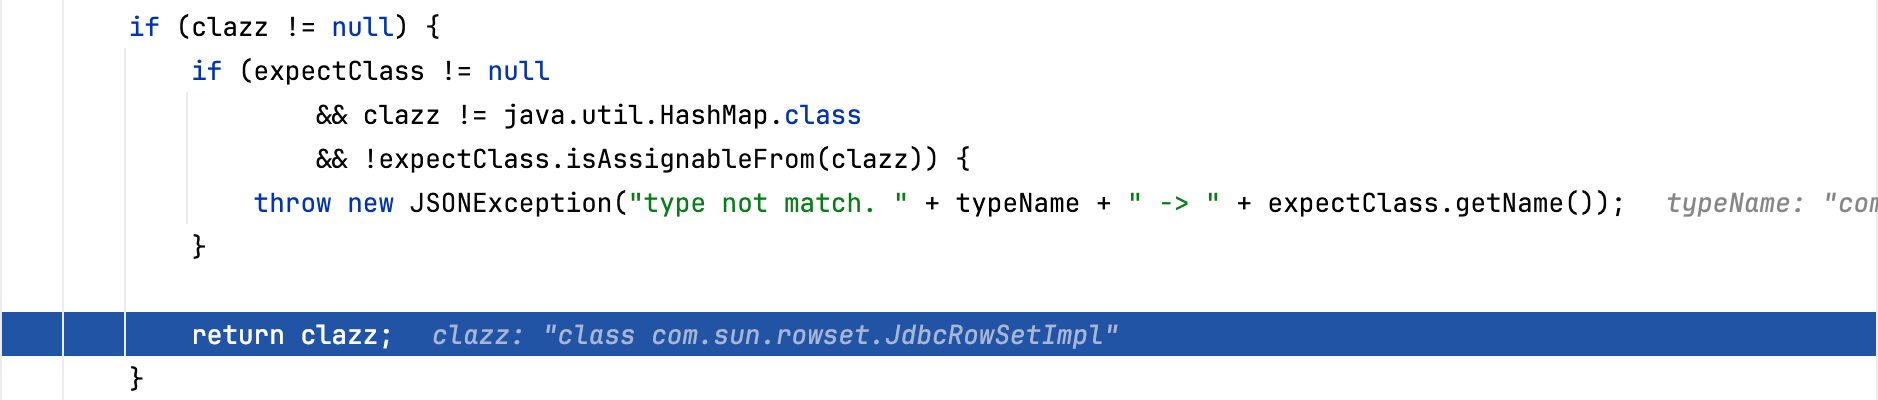 if (clazz != null) {
if (expectClass != null
&& clazz != java.util.HashMap.class
&& !expectClass.isAssignableFrom(clazz)) {
throw new JSONException("type not match. " + typeName + " -> " + expectClass.getName()); typeName: "com
}
return clazz; clazz: "class com.sun.rowset.JdbcRowSetImpl"
}